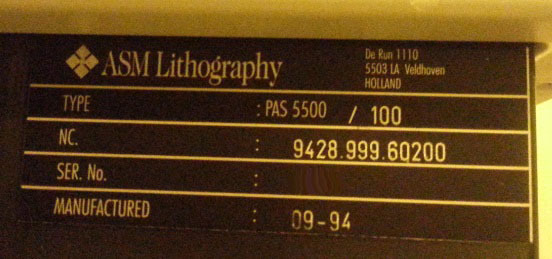 ASM Lithography
De Run 1110
5503 LA Veldhoven
HOLLAND
TYPE : PAS 5500 / 100
NC. : 9428.999.60200
SER. No. :
MANUFACTURED : 09-94